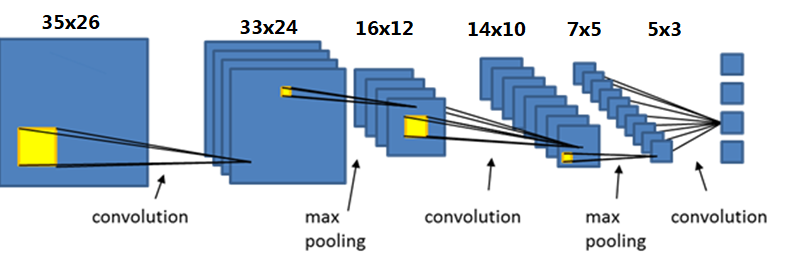 35x26
33x24
16x12
14x10
7x5
5x3
convolution
max
pooling
convolution
max
pooling
convolution